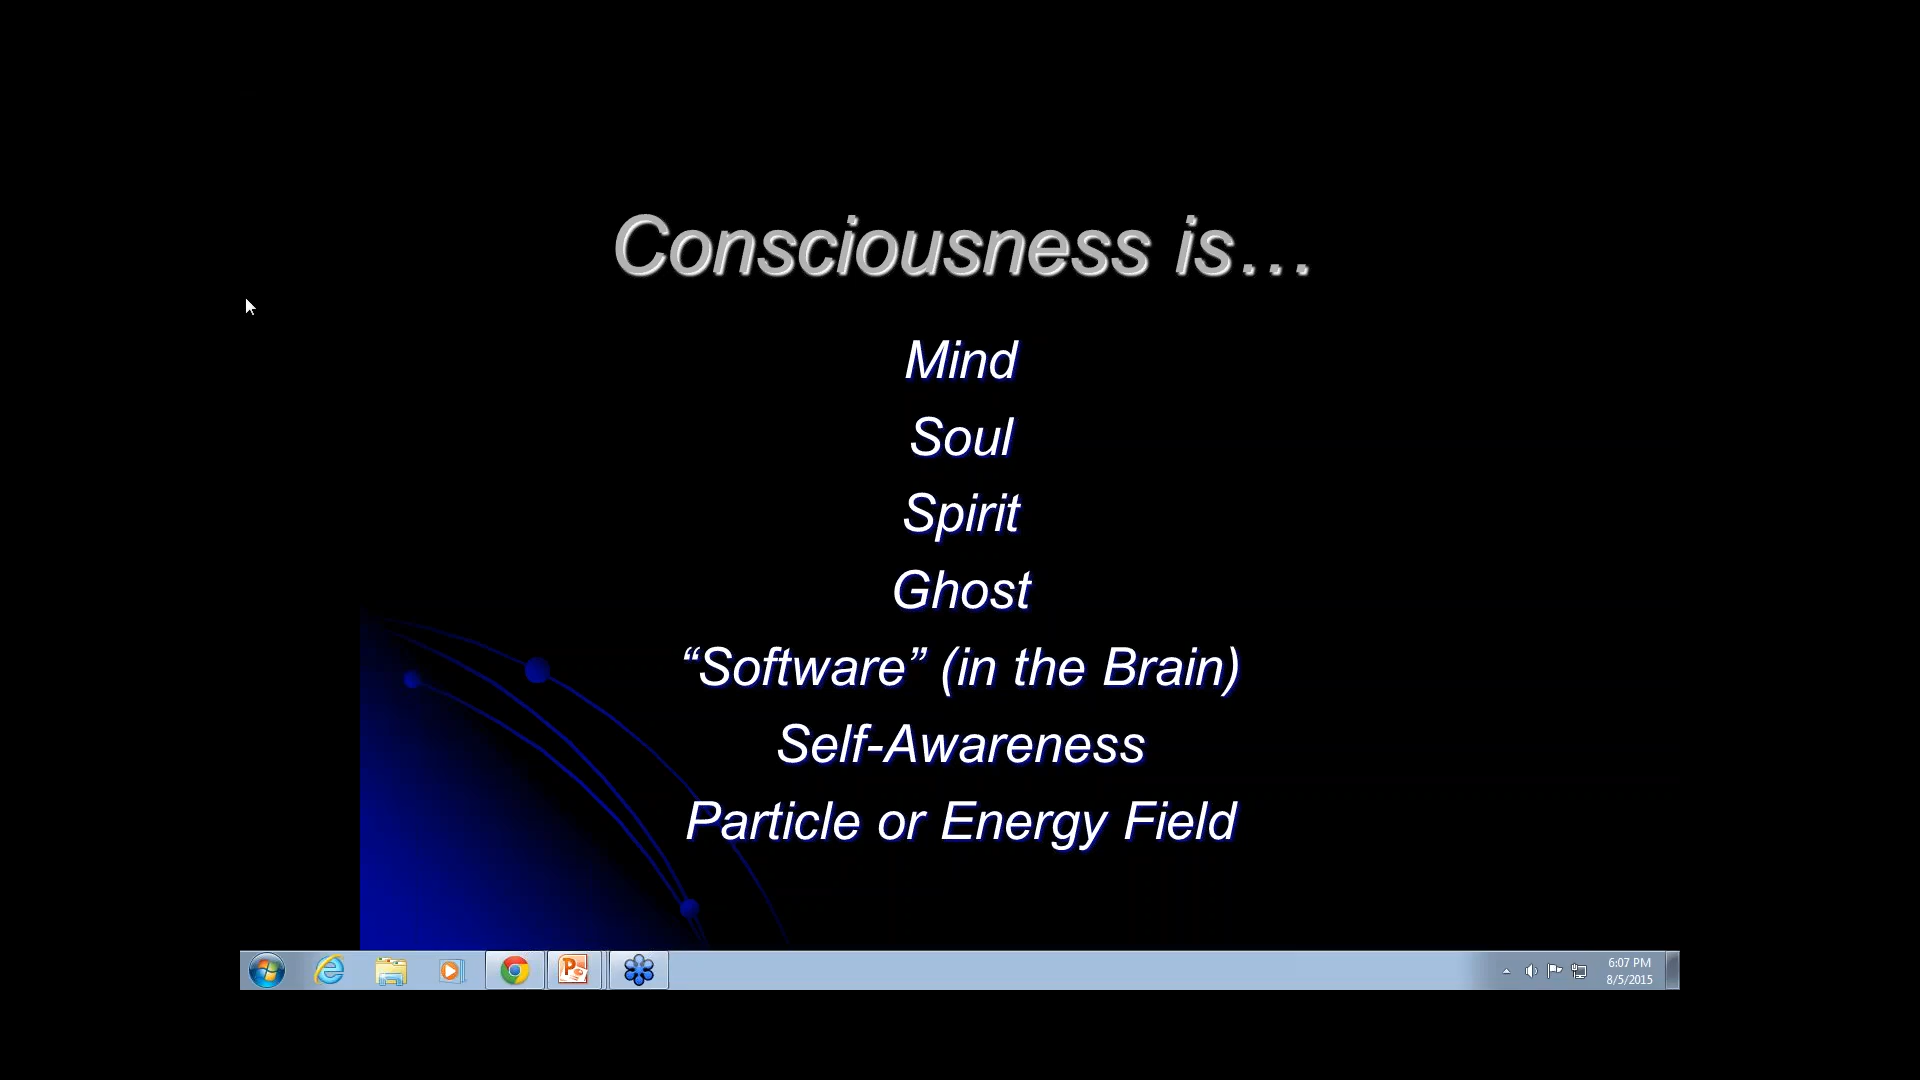 Consciousness is…
Mind
Soul
Spirit
Ghost
“Software” (in the Brain)
Self-Awareness
Particle or Energy Field
6:07 PM
8/5/2015